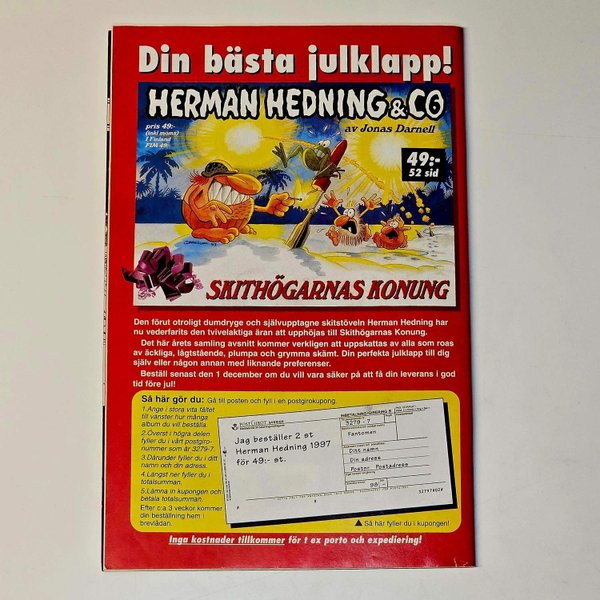 Din bästa julklapp!
HERMAN HEDNING & CO
av Jonas Darnell
pris 49:-
(inkl moms)
I Finland
FIM 49
49:-
52 sid
SKITHÖGARNAS KONUNG
Den förut otroligt dumdryge och självupptagne skitstöveln Herman Hedning har
nu vederfarits den tvivelaktiga äran att upphöjas till Skithögarnas Konung.
Det här årets samling avsnitt kommer verkligen att uppskattas av alla som roas
av äckliga, lågtstående, plumpa och grymma skämt. Din perfekta julklapp till dig
själv eller någon annan med liknande preferenser.
Beställ senast den 1 december om du vill vara säker på att få din leverans i god
tid före jul!
Så här gör du: Gå till posten och fyll i en postgirokupong.
1.Ange i stora vita fältet
till vänster hur många
album du vill beställa.
2.Överst i högra delen
fyller du i vårt postgiro-
nummer som är 3279-7.
3.Därunder fyller du i ditt
namn och din adress.
4.Längst ner fyller du i
totalsumman.
5.Lämna in kupongen och
betala totalsumman.
Efter c:a 3 veckor kommer
din beställning hem i
brevlådan.
POSTGIROT
Jag beställer 2 st
Herman Hedning 1997
för 49:- st.
3279-7
Fantomen
Ditt namn
Din adress
Postnr Postadress
98 -
▲ Så här fyller du i kupongen!
Inga kostnader tillkommer för t ex porto och expediering!